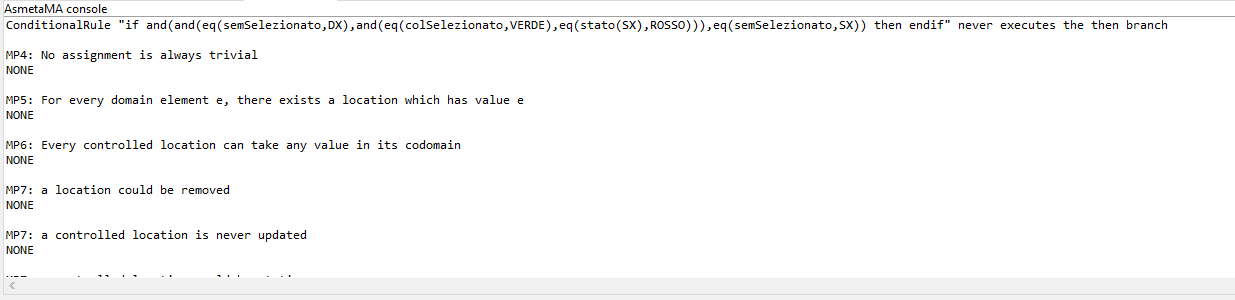 AsmetaMA console
ConditionalRule "if and(and(eq(semSelezionato,DX),and(eq(colSelezionato,VERDE),eq(stato(SX),ROSSO))),eq(semSelezionato,SX)) then endif" never executes the then branch
MP4: No assignment is always trivial
NONE
MP5: For every domain element e, there exists a location which has value e
NONE
MP6: Every controlled location can take any value in its codomain
NONE
MP7: a location could be removed
NONE
MP7: a controlled location is never updated
NONE